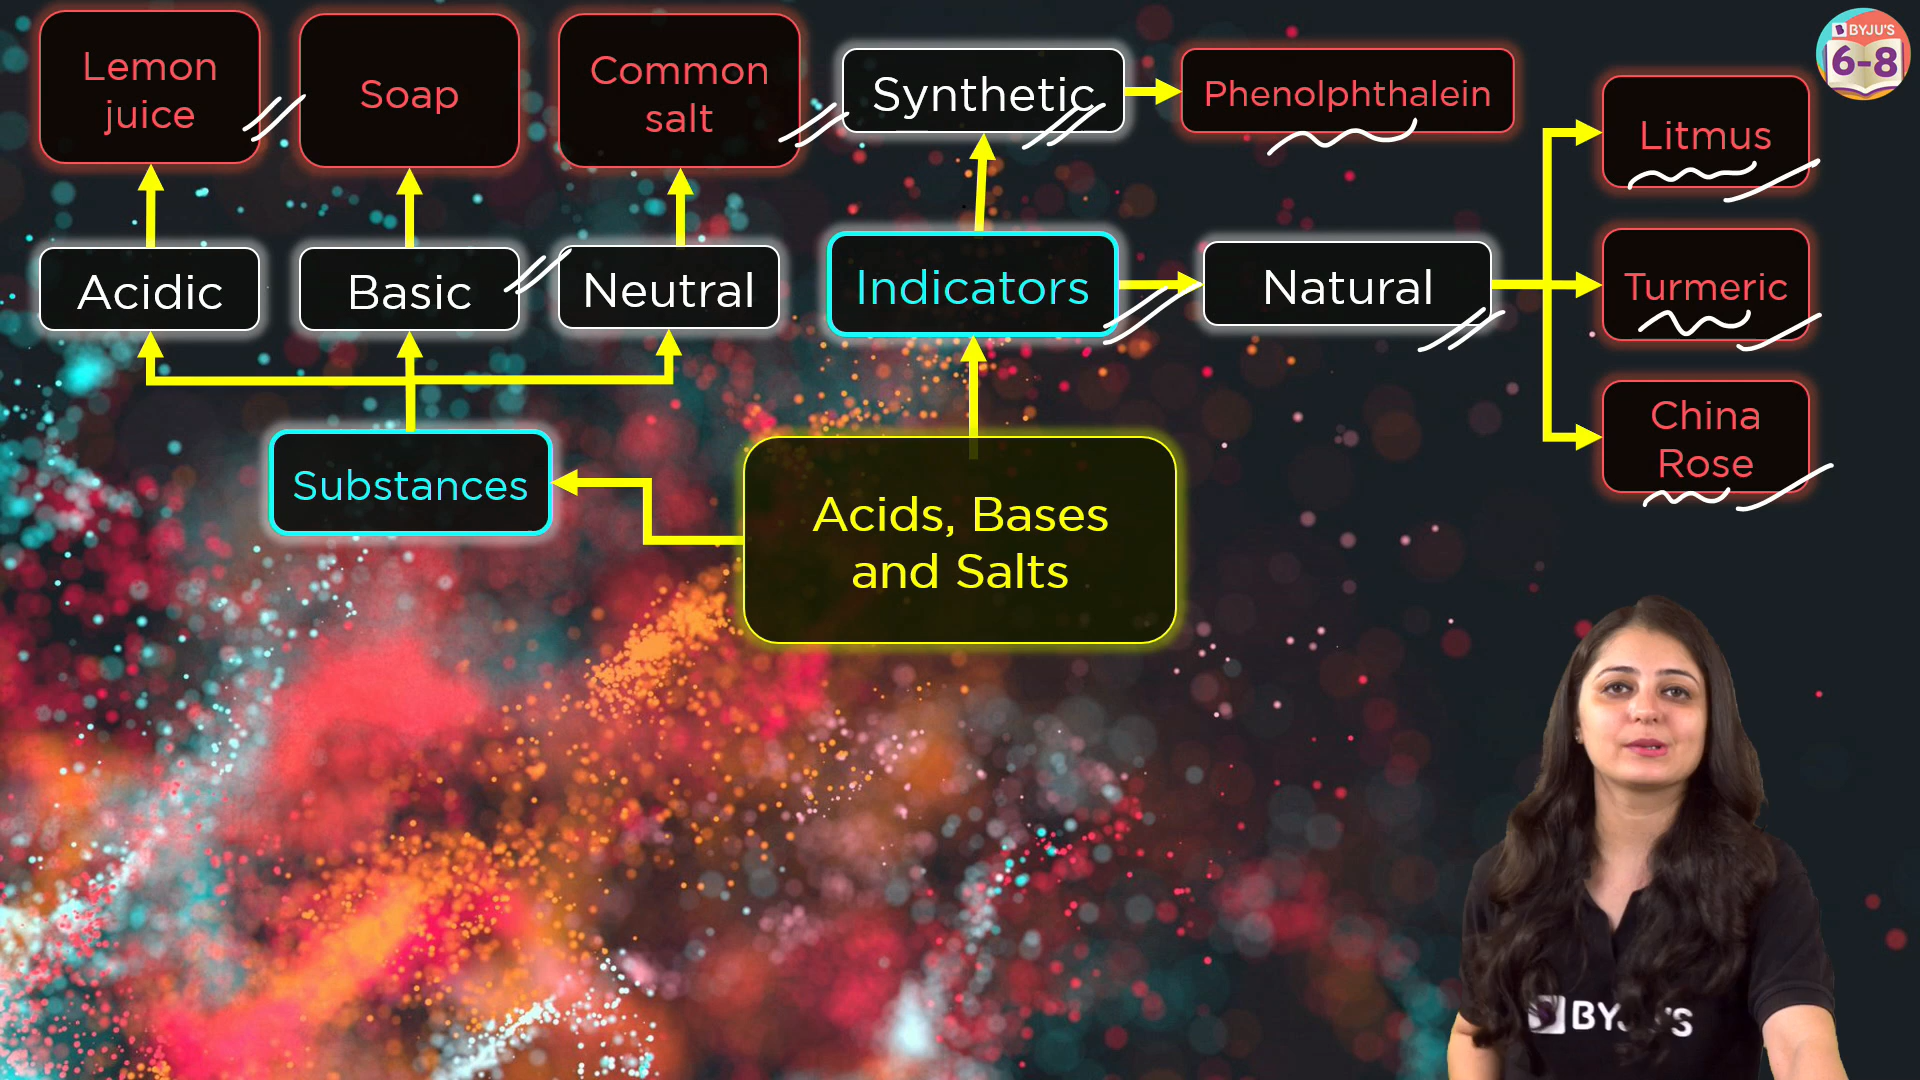 Lemon
juice
Soap
Common
salt
Synthetic
Phenolphthalein
BYJU'S
6-8
Litmus
Acidic
Basic
Neutral
Indicators
Natural
Turmeric
China
Rose
Substances
Acids, Bases
and Salts
BYJU'S